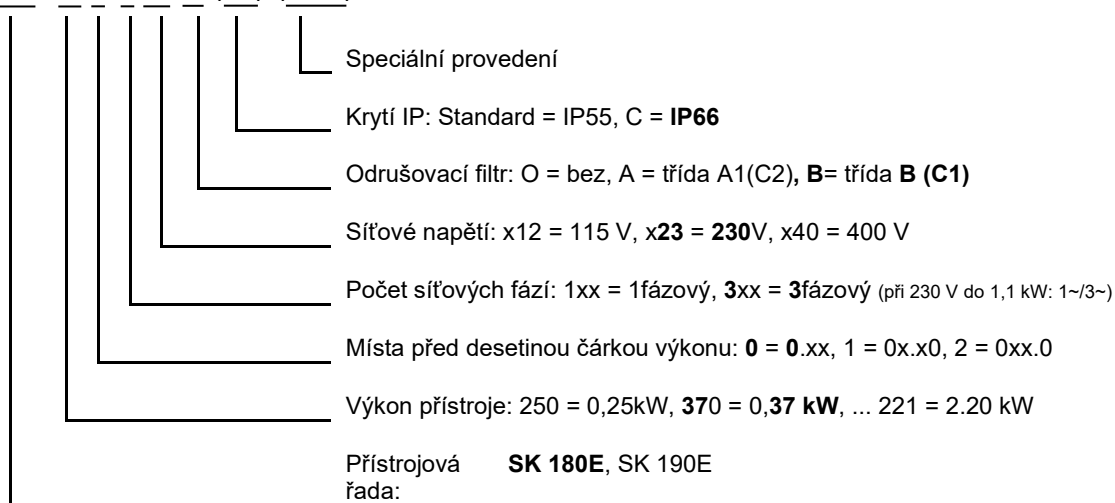 Speciální provedení
Krytí IP: Standard = IP55, C = IP66
Odrušovací filtr: O = bez, A = třída A1(C2), B= třída B (C1)
Síťové napětí: x12 = 115 V, x23 = 230V, x40 = 400 V
Počet síťových fází: 1xx = 1fázový, 3xx = 3fázový (při 230 V do 1,1 kW: 1~/3~)
Místa před desetinou čárkou výkonu: 0 = 0.xx, 1 = 0x.x0, 2 = 0xx.0
Výkon přístroje: 250 = 0,25kW, 370 = 0,37 kW, ... 221 = 2.20 kW
Přístrojová SK 180E, SK 190E
řada: